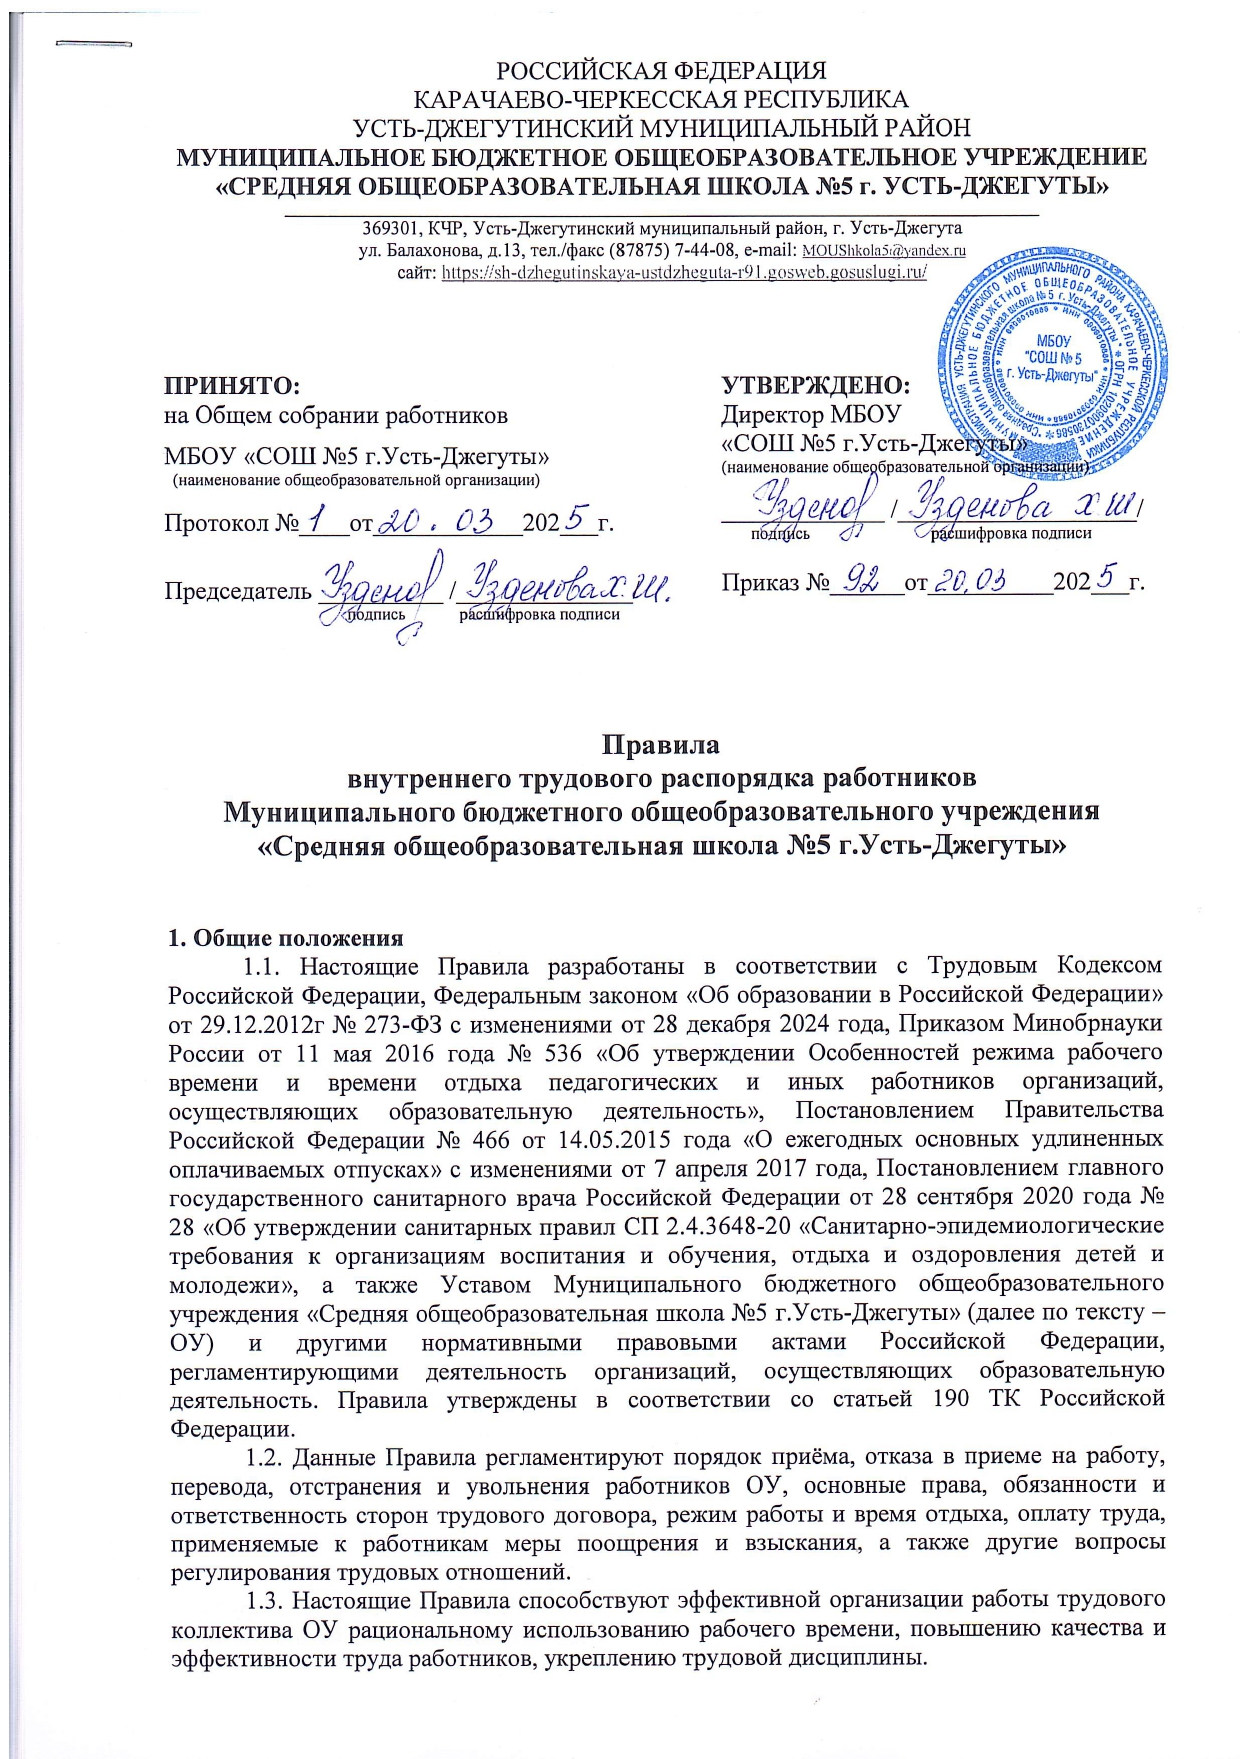 РОССИЙСКАЯ ФЕДЕРАЦИЯ
КАРАЧАЕВО-ЧЕРКЕССКАЯ РЕСПУБЛИКА
УСТЬ-ДЖЕГУТИНСКИЙ МУНИЦИПАЛЬНЫЙ РАЙОН
МУНИЦИПАЛЬНОЕ БЮДЖЕТНОЕ ОБЩЕОБРАЗОВАТЕЛЬНОЕ УЧРЕЖДЕНИЕ
«СРЕДНЯЯ ОБЩЕОБРАЗОВАТЕЛЬНАЯ ШКОЛА №5 г. УСТЬ-ДЖЕГУТЫ»
369301, КЧР, Усть-Джегутинский муниципальный район, г. Усть-Джегута
ул. Балахонова, д.13, тел./факс (87875) 7-44-08, e-mail: MOUShkola5@yandex.ru
сайт: https://sh-dzhegutinskaya-ustdzheguta-r91.gosweb.gosuslugi.ru/
МБОУ
"СОШ № 5
г. Усть-Джегуты"
ПРИНЯТО:
на Общем собрании работников
МБОУ «СОШ №5 г.Усть-Джегуты»
(наименование общеобразовательной организации)
Протокол № 1 от 20.03 2025 г.
Председатель Узденов / Узденова Х.Ш.
подпись расшифровка подписи
УТВЕРЖДЕНО:
Директор МБОУ
«СОШ №5 г.Усть-Джегуты»
(наименование общеобразовательной организации)
Узденов / Узденова Х.Ш /
подпись расшифровка подписи
Приказ № 92 от 20.03 2025 г.
Правила
внутреннего трудового распорядка работников
Муниципального бюджетного общеобразовательного учреждения
«Средняя общеобразовательная школа №5 г.Усть-Джегуты»
1. Общие положения
1.1. Настоящие Правила разработаны в соответствии с Трудовым Кодексом
Российской Федерации, Федеральным законом «Об образовании в Российской Федерации»
от 29.12.2012г № 273-ФЗ с изменениями от 28 декабря 2024 года, Приказом Минобрнауки
России от 11 мая 2016 года № 536 «Об утверждении Особенностей режима рабочего
времени и времени отдыха педагогических и иных работников организаций,
осуществляющих образовательную деятельность», Постановлением Правительства
Российской Федерации № 466 от 14.05.2015 года «О ежегодных основных удлиненных
оплачиваемых отпусках» с изменениями от 7 апреля 2017 года, Постановлением главного
государственного санитарного врача Российской Федерации от 28 сентября 2020 года №
28 «Об утверждении санитарных правил СП 2.4.3648-20 «Санитарно-эпидемиологические
требования к организациям воспитания и обучения, отдыха и оздоровления детей и
молодежи», а также Уставом Муниципального бюджетного общеобразовательного
учреждения «Средняя общеобразовательная школа №5 г.Усть-Джегуты» (далее по тексту –
ОУ) и другими нормативными правовыми актами Российской Федерации,
регламентирующими деятельность организаций, осуществляющих образовательную
деятельность. Правила утверждены в соответствии со статьей 190 ТК Российской
Федерации.
1.2. Данные Правила регламентируют порядок приёма, отказа в приеме на работу,
перевода, отстранения и увольнения работников ОУ, основные права, обязанности и
ответственность сторон трудового договора, режим работы и время отдыха, оплату труда,
применяемые к работникам меры поощрения и взыскания, а также другие вопросы
регулирования трудовых отношений.
1.3. Настоящие Правила способствуют эффективной организации работы трудового
коллектива ОУ рациональному использованию рабочего времени, повышению качества и
эффективности труда работников, укреплению трудовой дисциплины.